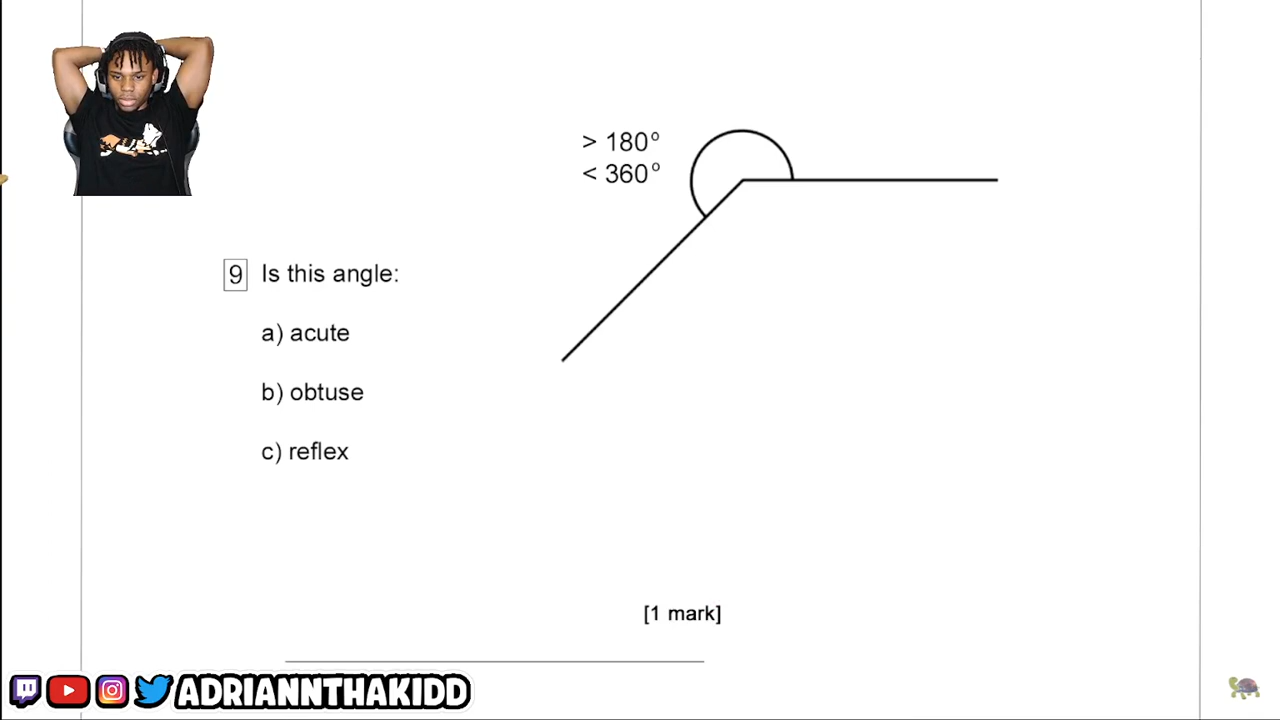 > 180°
< 360°
9 Is this angle:
a) acute
b) obtuse
c) reflex
[1 mark]
ADRIANNTHAKIDD